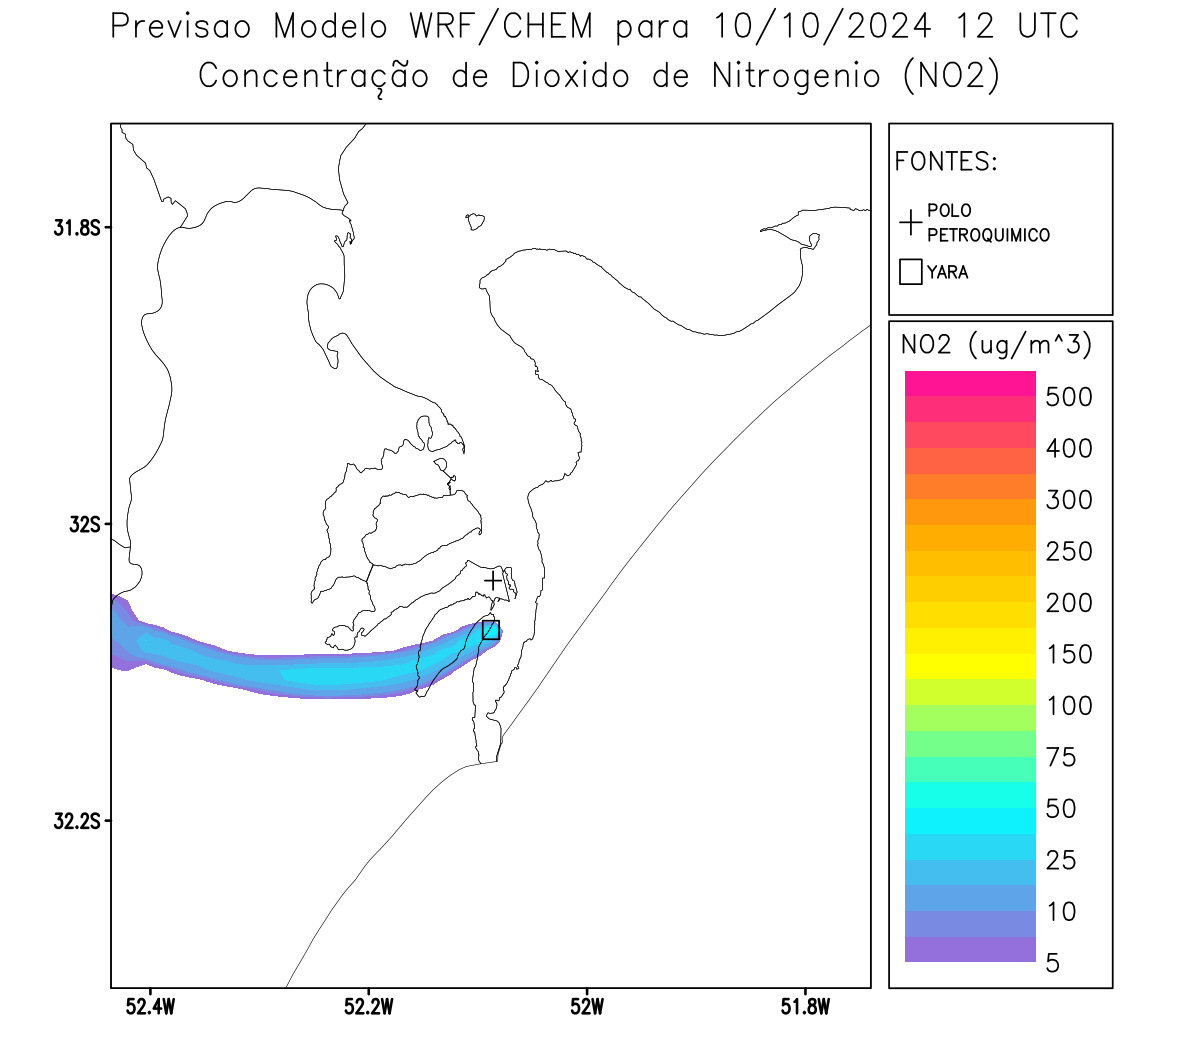 Previsao Modelo WRF/CHEM para 10/10/2024 12 UTC
Concentração de Dioxido de Nitrogenio (NO2)
FONTES:
POLO
PETROQUIMICO
YARA
NO2 (ug/m^3)
500
400
300
250
200
150
100
75
50
25
10
5
31.8S
32S
32.2S
52.4W
52.2W
52W
51.8W